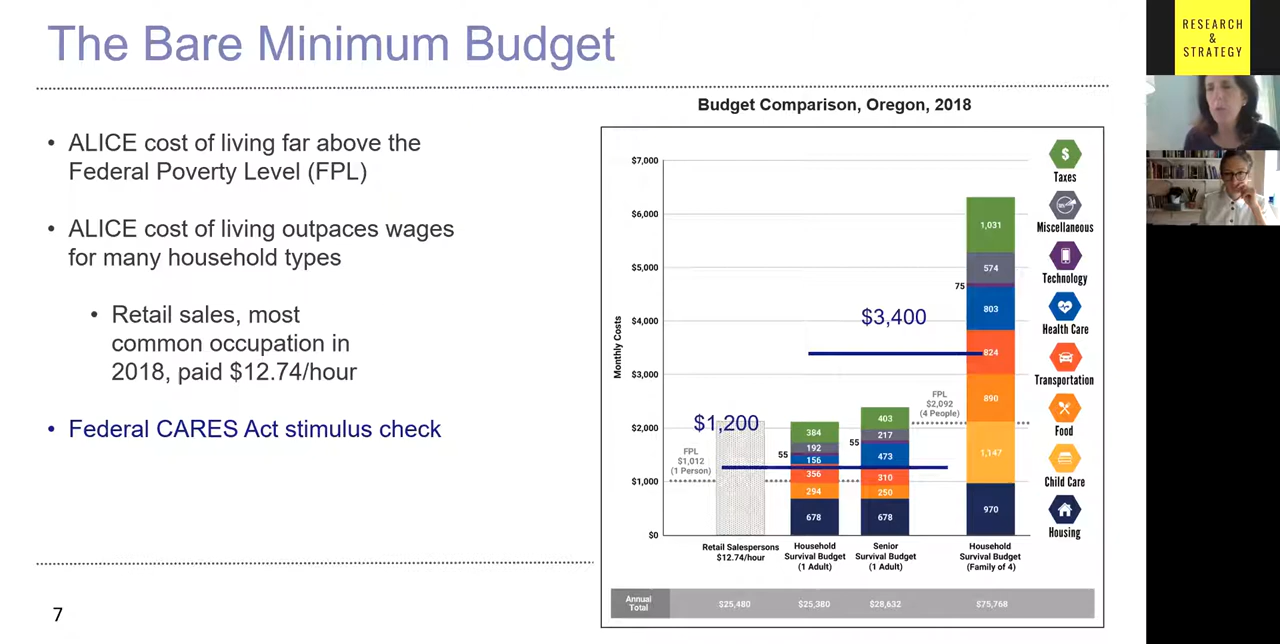 The Bare Minimum Budget
RESEARCH
&
STRATEGY
• ALICE cost of living far above the
Federal Poverty Level (FPL)
• ALICE cost of living outpaces wages
for many household types
• Retail sales, most
common occupation in
2018, paid $12.74/hour
• Federal CARES Act stimulus check
7
Budget Comparison, Oregon, 2018
Monthly Costs
$7,000
$6,000
$5,000
$4,000
$3,000
$2,000
$1,000
$0
$1,200
$3,400
FPL
$1,012
(1 Person)
FPL
$2,092
(4 People)
384
192
55
156
356
294
678
403
217
55
473
310
250
678
1,031
574
75
803
824
890
1,147
970
Retail Salespersons
$12.74/hour
Household
Survival Budget
(1 Adult)
Senior
Survival Budget
(1 Adult)
Household
Survival Budget
(Family of 4)
$
Taxes
Miscellaneous
Technology
Health Care
Transportation
Food
Child Care
Housing
Annual
Total
$25,480
$25,380
$28,632
$75,768